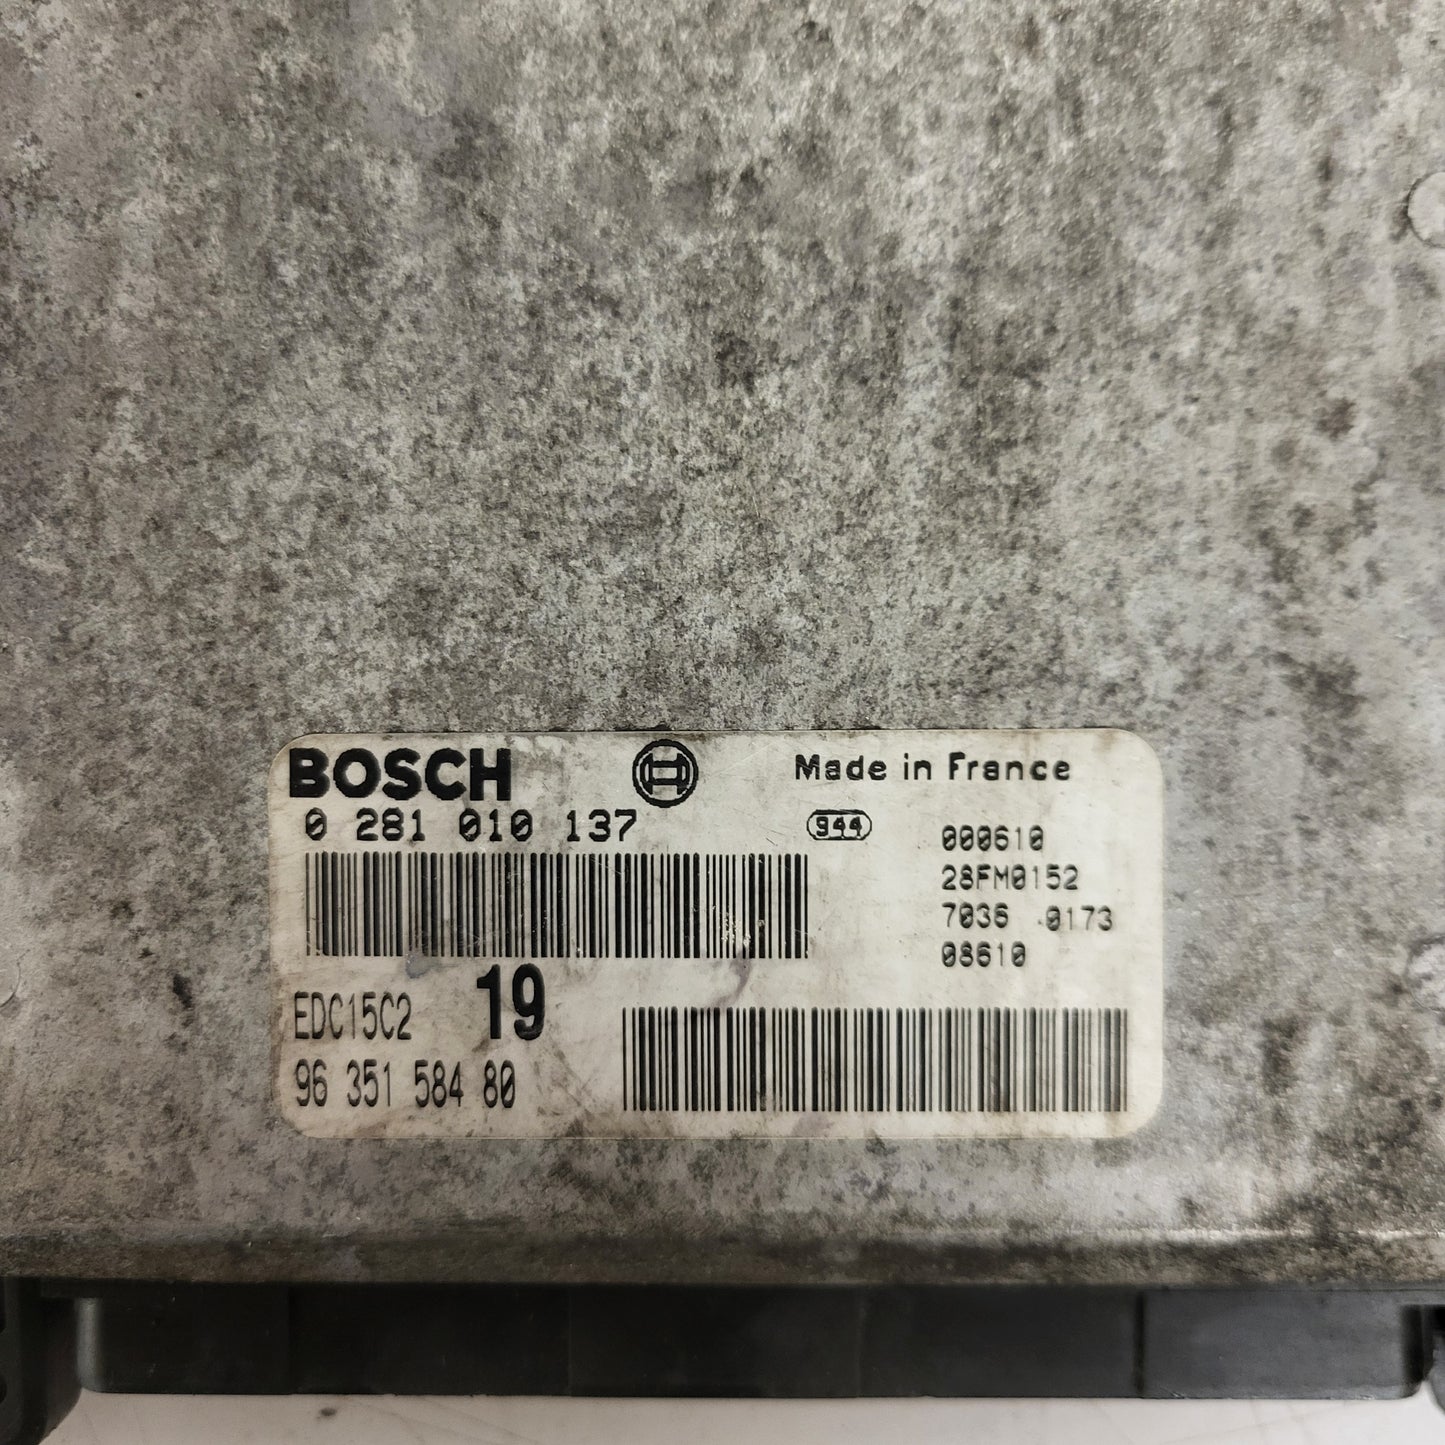 BOSCH Made in France
0 281 010 137 944 000610
28FM0152
7036 0173
08610
EDC15C2 19
96 351 584 80